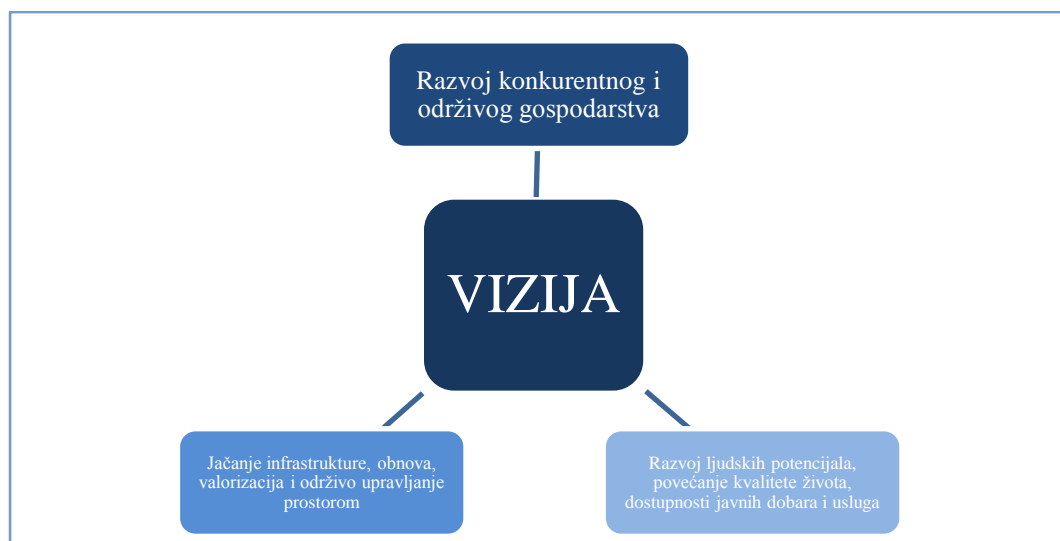 Razvoj konkurentnog i
održivog gospodarstva
VIZIJA
Jačanje infrastrukture, obnova,
valorizacija i održivo upravljanje
prostorom
Razvoj ljudskih potencijala,
povećanje kvalitete života,
dostupnosti javnih dobara i usluga